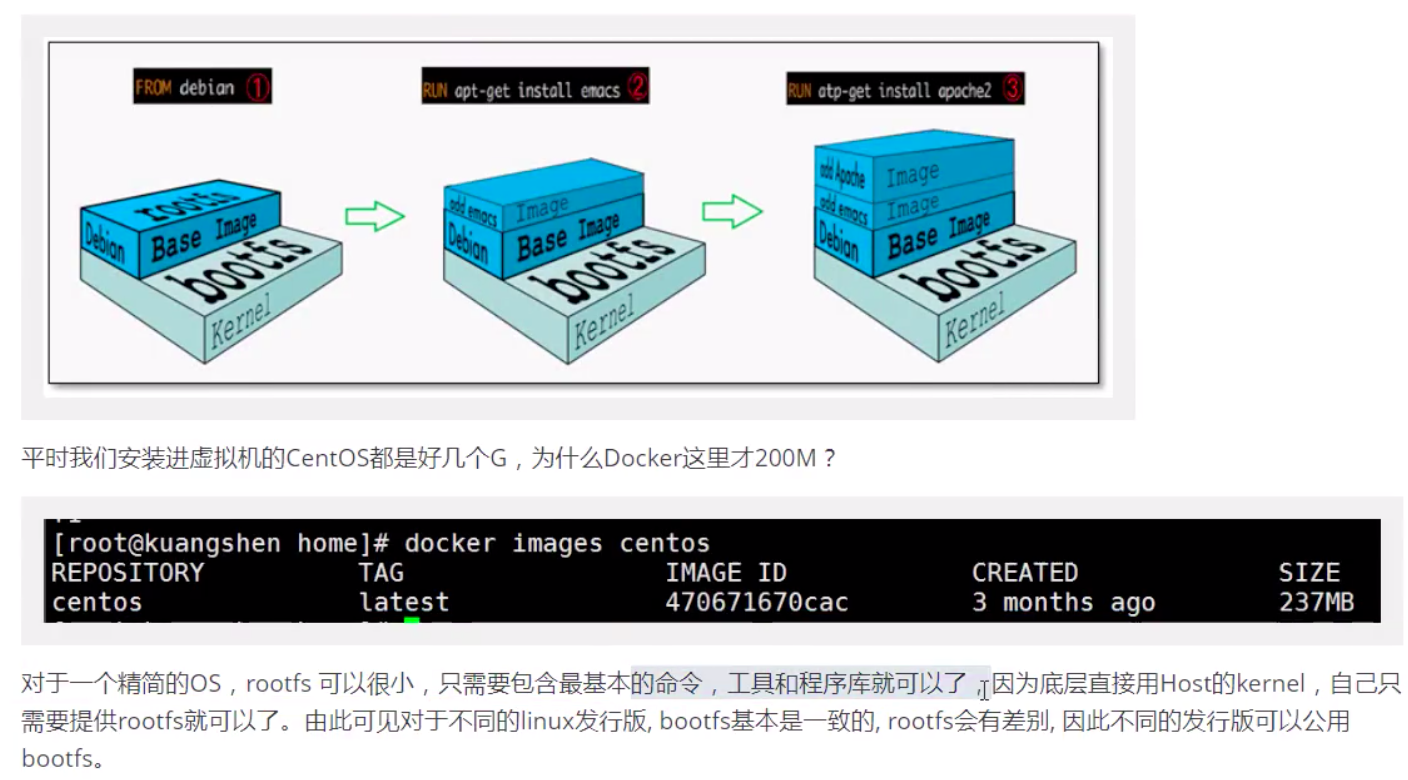 FROM debian ①
RUN apt-get install emacs ②
RUN atp-get install apache2 ③
rootfs
Debian
Base Image
bootfs
Kernel
add emacs
Image
Debian
Base Image
bootfs
Kernel
add Apache
Image
add emacs
Image
Debian
Base Image
bootfs
Kernel
平时我们安装进虚拟机的CentOS都是好几个G，为什么Docker这里才200M？
[root@kuangshen home]# docker images centos
REPOSITORY TAG IMAGE ID CREATED SIZE
centos latest 470671670cac 3 months ago 237MB
对于一个精简的OS，rootfs 可以很小，只需要包含最基本的命令，工具和程序库就可以了，因为底层直接用Host的kernel，自己只
需要提供rootfs就可以了。由此可见对于不同的linux发行版, bootfs基本是一致的, rootfs会有差别, 因此不同的发行版可以公用
bootfs。